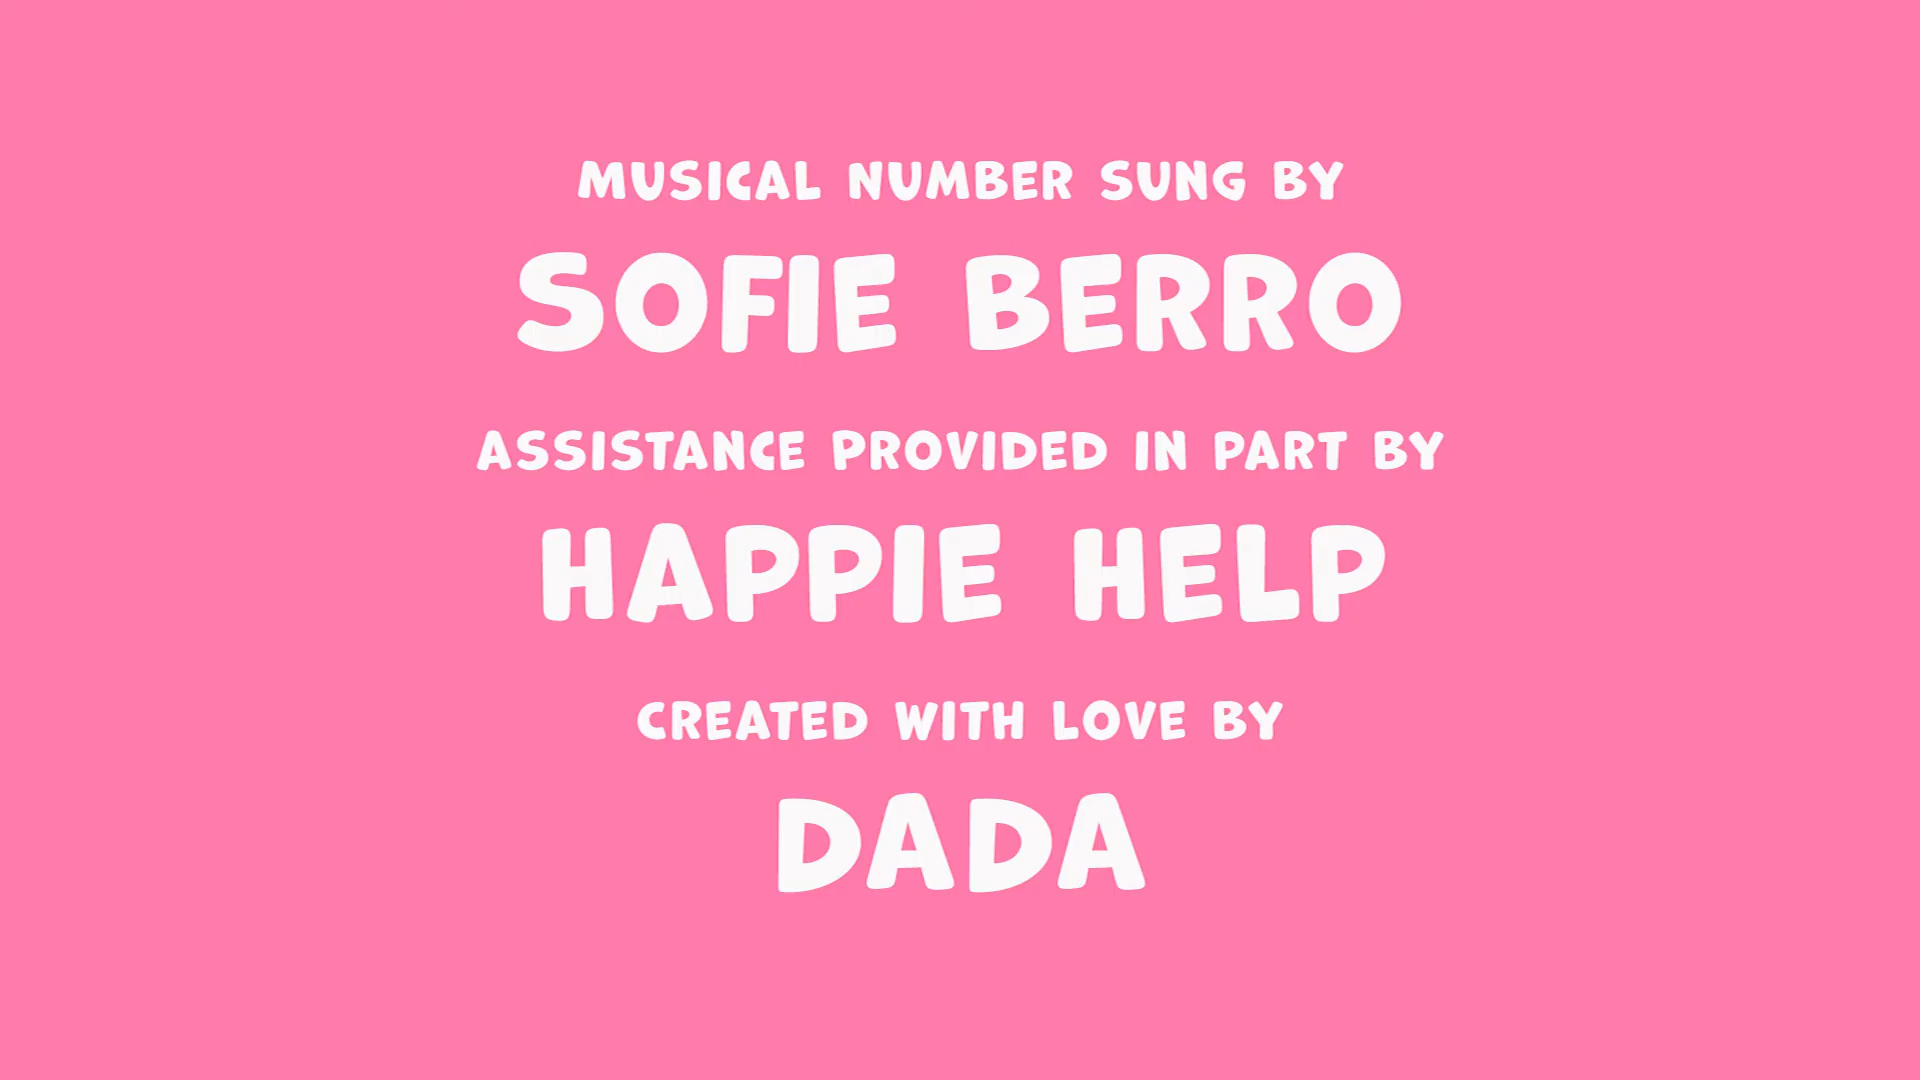 MUSICAL NUMBER SUNG BY
SOFIE BERRO
ASSISTANCE PROVIDED IN PART BY
HAPPIE HELP
CREATED WITH LOVE BY
DADA